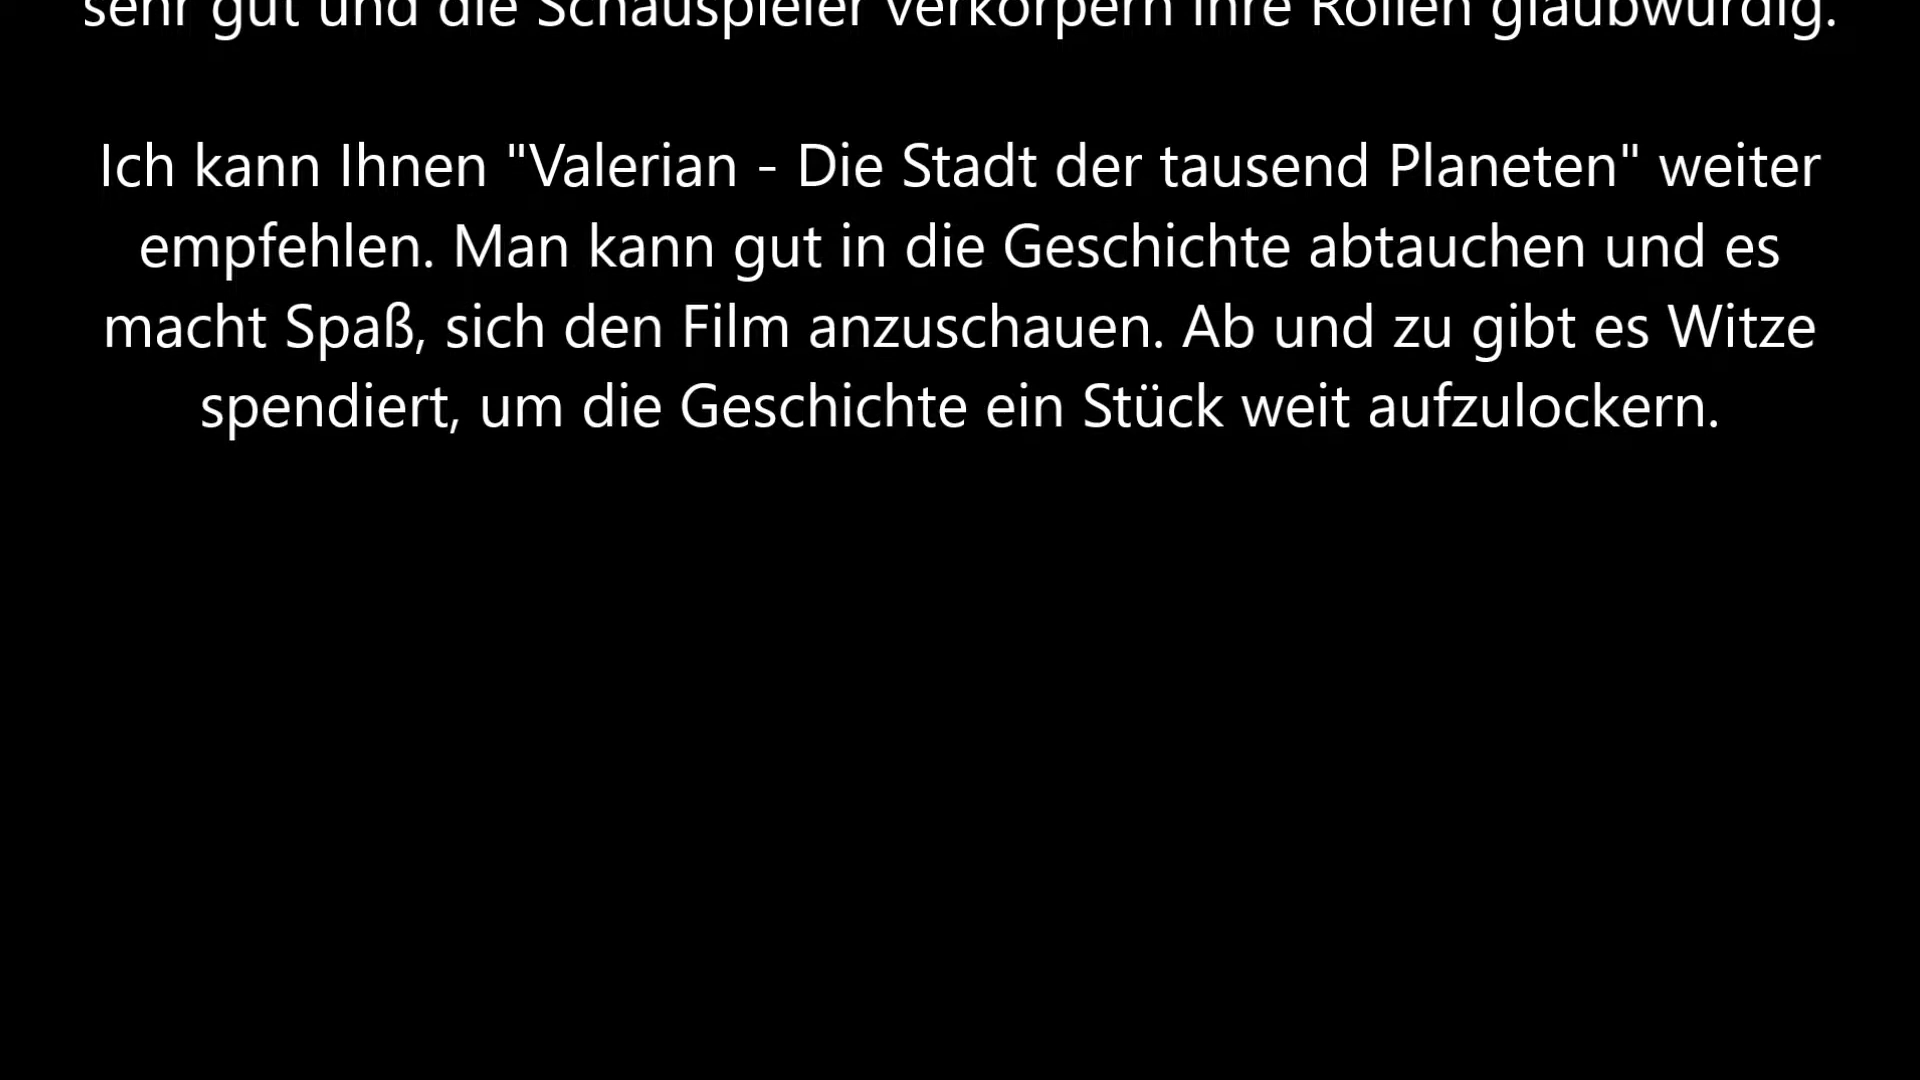 sehr gut und die Schauspieler verkörpern ihre Rollen glaubwürdig.
Ich kann Ihnen "Valerian - Die Stadt der tausend Planeten" weiter
empfehlen. Man kann gut in die Geschichte abtauchen und es
macht Spaß, sich den Film anzuschauen. Ab und zu gibt es Witze
spendiert, um die Geschichte ein Stück weit aufzulockern.